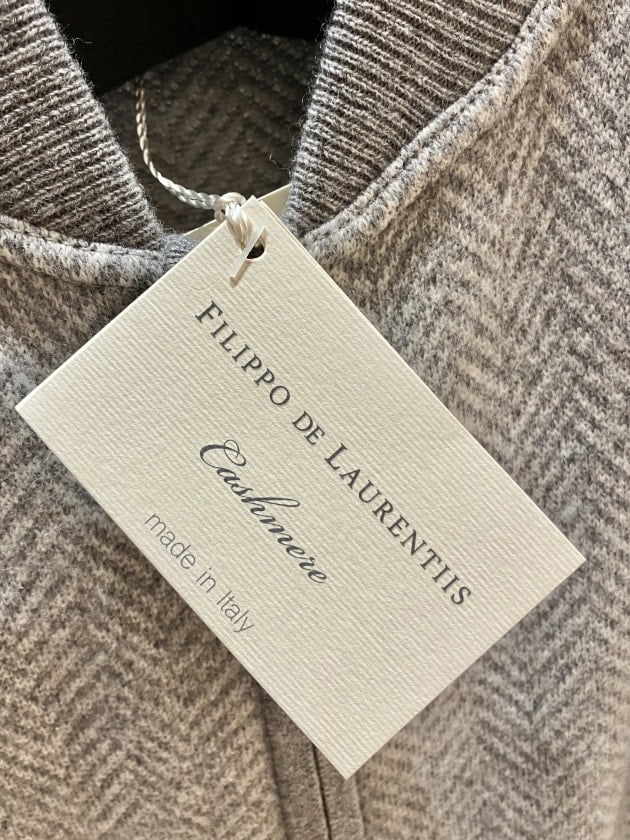 Filippo de Laurentiis
Cashmere
made in Italy